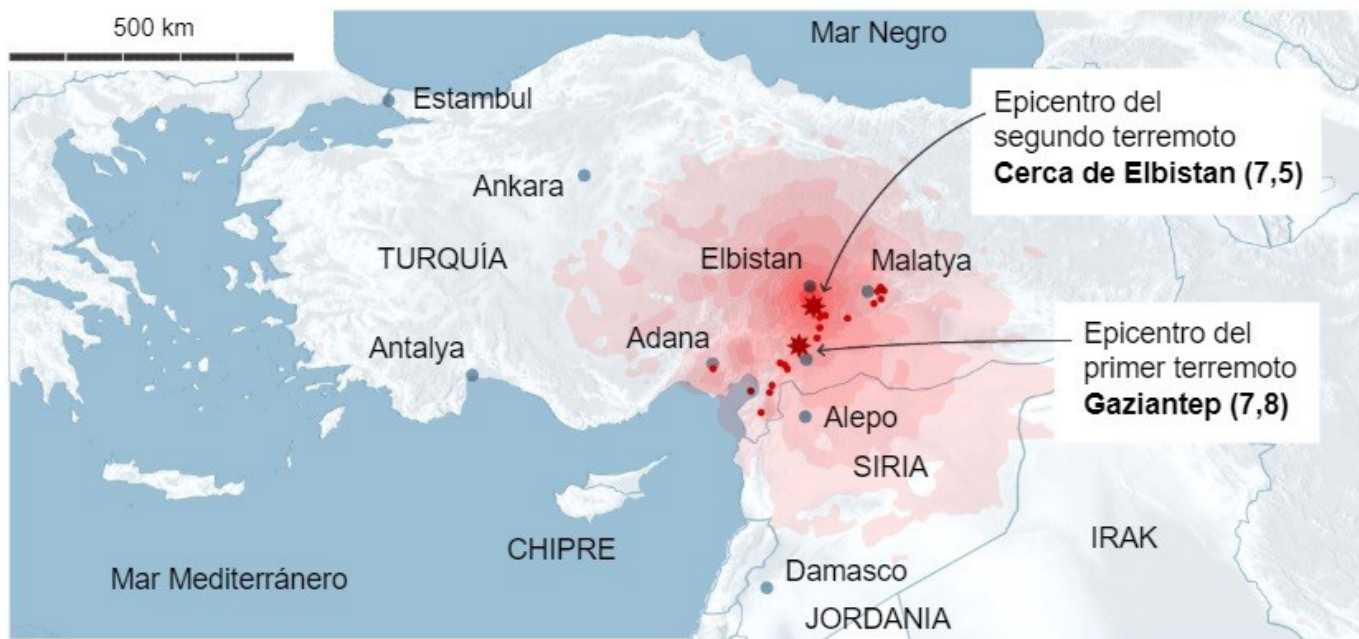 500 km
Mar Negro
Estambul
Epicentro del
segundo terremoto
Cerca de Elbistan (7,5)
Ankara
TURQUÍA
Elbistan
Malatya
Adana
Antalya
Epicentro del
primer terremoto
Gaziantep (7,8)
Alepo
SIRIA
CHIPRE
IRAK
Mar Mediterránero
Damasco
JORDANIA